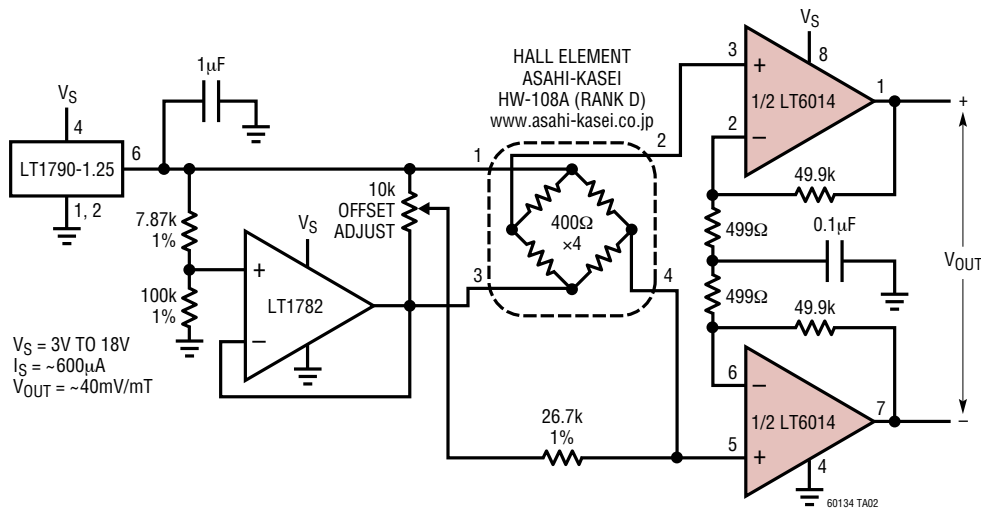 VS
4
LT1790-1.25
6
1, 2
1µF
7.87k
1%
100k
1%
VS = 3V TO 18V
IS = ~600µA
VOUT = ~40mV/mT
VS
+
LT1782
−
10k
OFFSET
ADJUST
HALL ELEMENT
ASAHI-KASEI
HW-108A (RANK D)
www.asahi-kasei.co.jp
1
2
3
4
400Ω
×4
26.7k
1%
VS
8
3
+
1/2 LT6014
1
2
−
49.9k
499Ω
0.1µF
499Ω
49.9k
6
−
1/2 LT6014
7
5
+
4
+
VOUT
−
60134 TA02